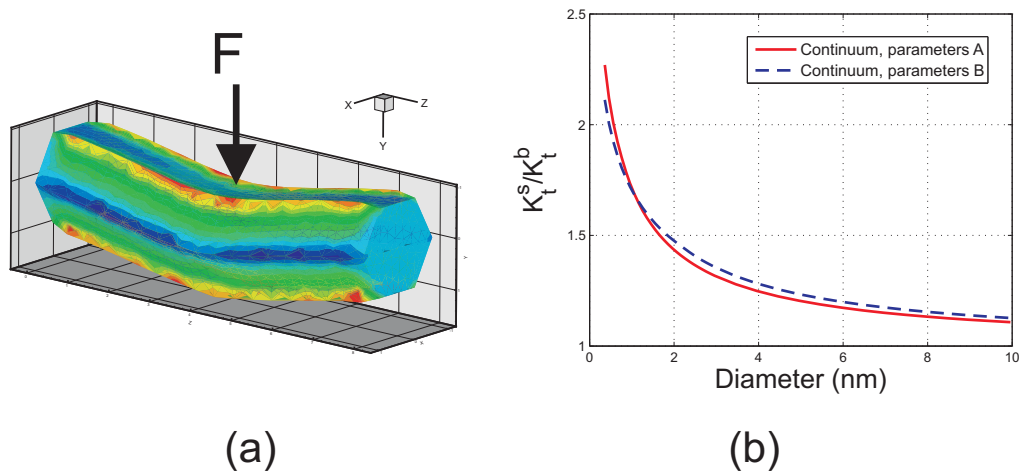 F
X
Z
Y
(a)
2.5
2
1.5
1
K_t^s/K_t^b
Continuum, parameters A
Continuum, parameters B
0 2 4 6 8 10
Diameter (nm)
(b)